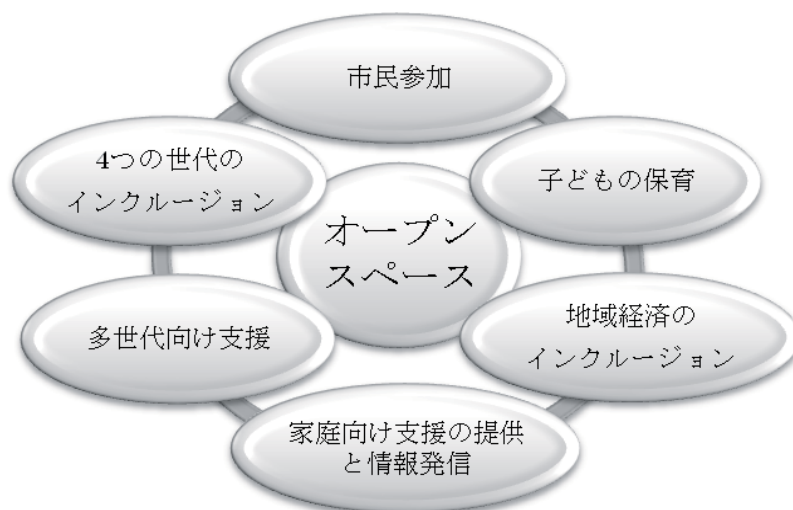 市民参加
4つの世代の
インクルージョン
子どもの保育
オープン
スペース
多世代向け支援
地域経済の
インクルージョン
家庭向け支援の提供
と情報発信